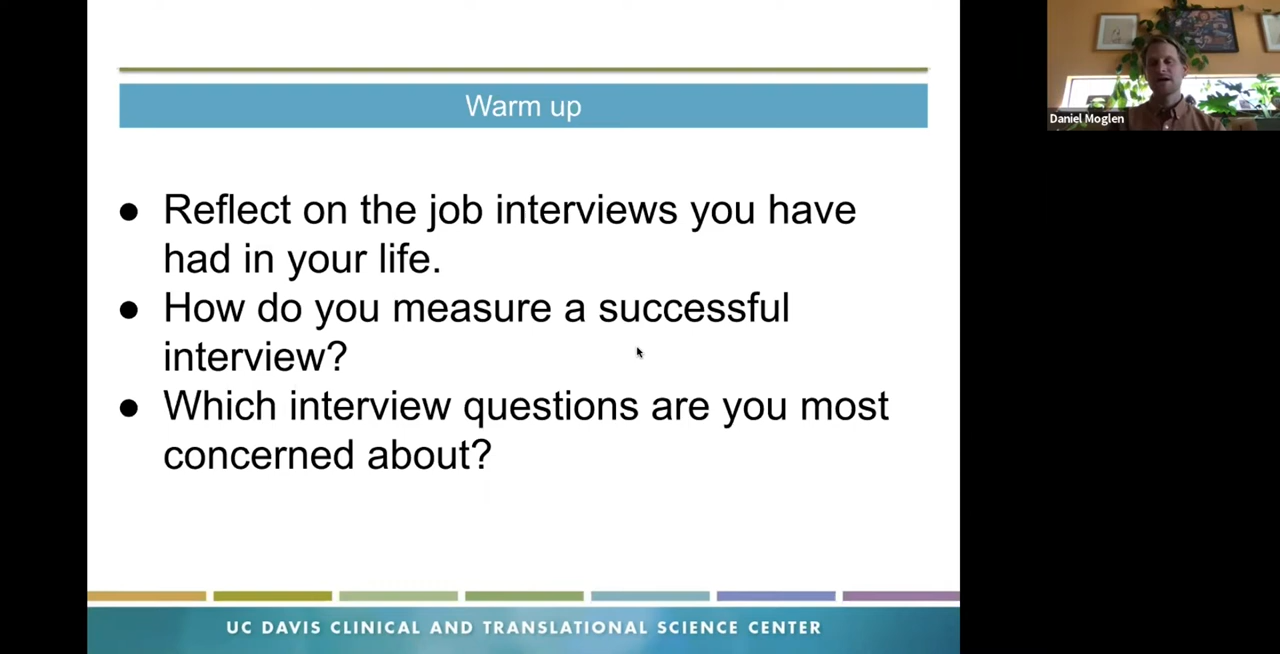 Warm up
Daniel Moglen
● Reflect on the job interviews you have
had in your life.
● How do you measure a successful
interview?
● Which interview questions are you most
concerned about?
UC DAVIS CLINICAL AND TRANSLATIONAL SCIENCE CENTER